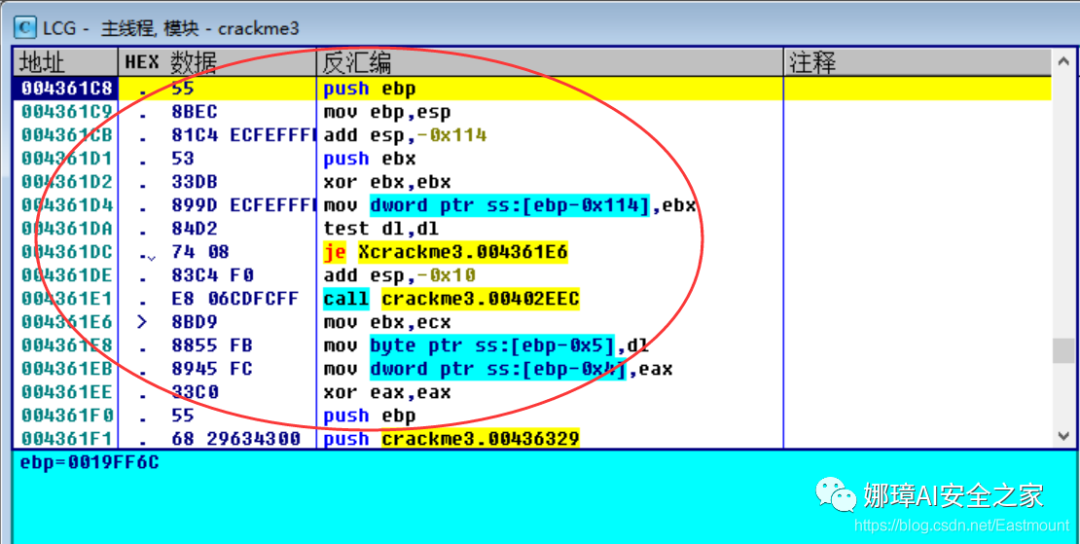 LCG - 主线程, 模块 - crackme3
地址 HEX 数据 反汇编 注释
004361C8 . 55 push ebp
004361C9 . 8BEC mov ebp,esp
004361CB . 81C4 ECFEFFF mov add esp,-0x114
004361D1 . 53 push ebx
004361D2 . 33DB xor ebx,ebx
004361D4 . 899D ECFEFFF mov dword ptr ss:[ebp-0x114],ebx
004361DA . 84D2 test dl,dl
004361DC .v 74 08 je Xcrackme3.004361E6
004361DE . 83C4 F0 add esp,-0x10
004361E1 . E8 06CDFCFF call crackme3.00402EEC
004361E6 > 8BD9 mov ebx,ecx
004361E8 . 8855 FB mov byte ptr ss:[ebp-0x5],dl
004361EB . 8945 FC mov dword ptr ss:[ebp-0x4],eax
004361EE . 33C0 xor eax,eax
004361F0 . 55 push ebp
004361F1 . 68 29634300 push crackme3.00436329
ebp=0019FF6C
娜璋AI安全之家
https://blog.csdn.net/Eastmount